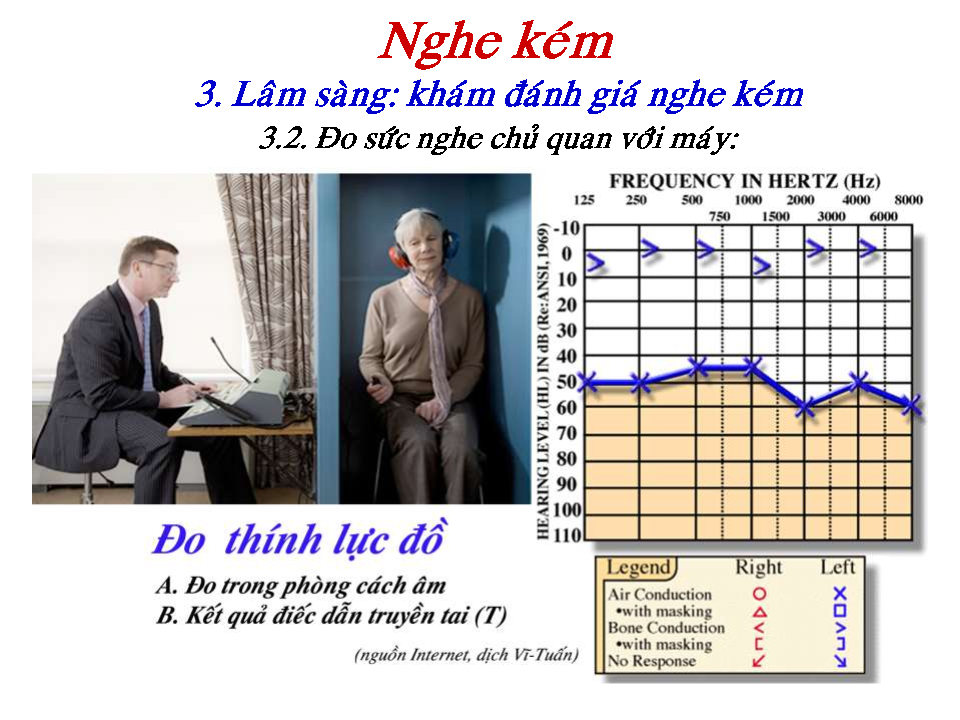 Nghe kém
3. Lâm sàng: khám đánh giá nghe kém
3.2. Đo sức nghe chủ quan với máy:
FREQUENCY IN HERTZ (Hz)
125 250 500 1000 2000 4000 8000
750 1500 3000 6000
HEARING LEVEL (HL) IN dB (Re: ANSI, 1969)
-10
0
10
20
30
40
50
60
70
80
90
100
110
Đo thính lực đồ
A. Đo trong phòng cách âm
B. Kết quả điếc dẫn truyền tai (T)
(nguồn Internet, dịch Vĩ-Tuấn)
Legend Right Left
Air Conduction
•with masking
Bone Conduction
•with masking
No Response